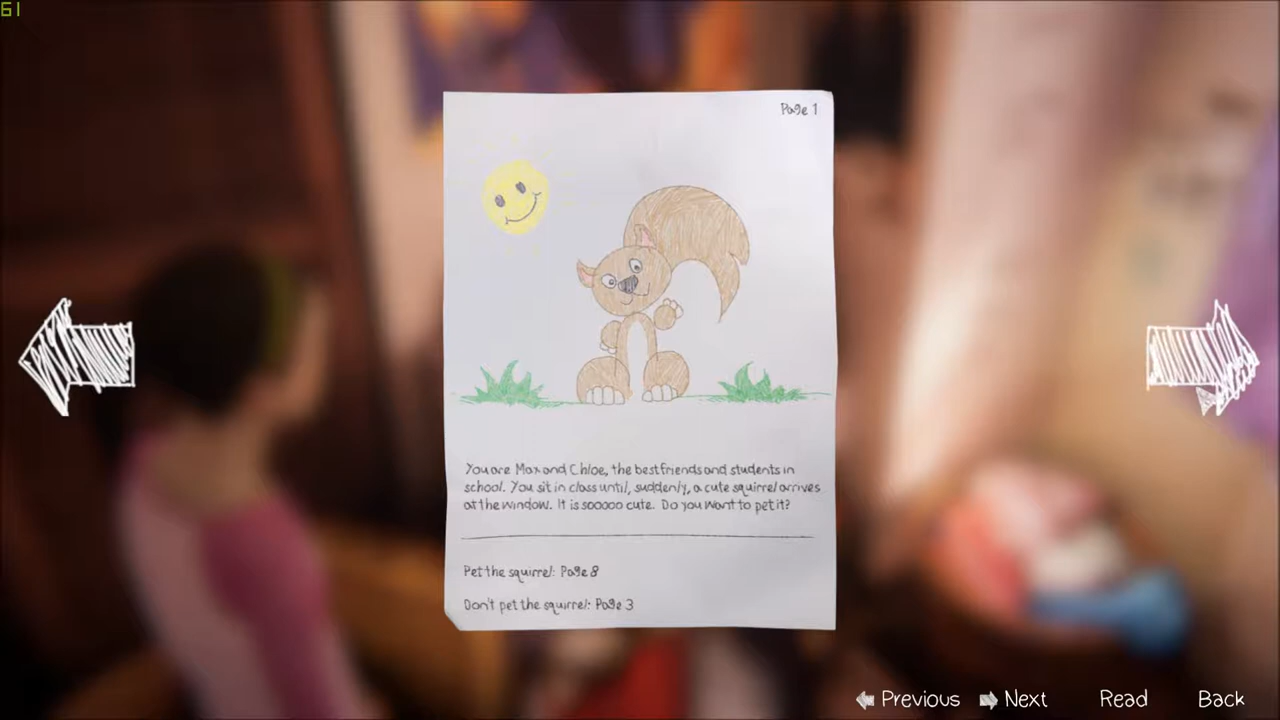 61
Page 1
You are Max and Chloe, the best friends and students in
school. You sit in class until, suddenly, a cute squirrel arrives
at the window. It is sooooo cute. Do you want to pet it?
Pet the squirrel: Page 8
Don't pet the squirrel: Page 3
Previous Next Read Back